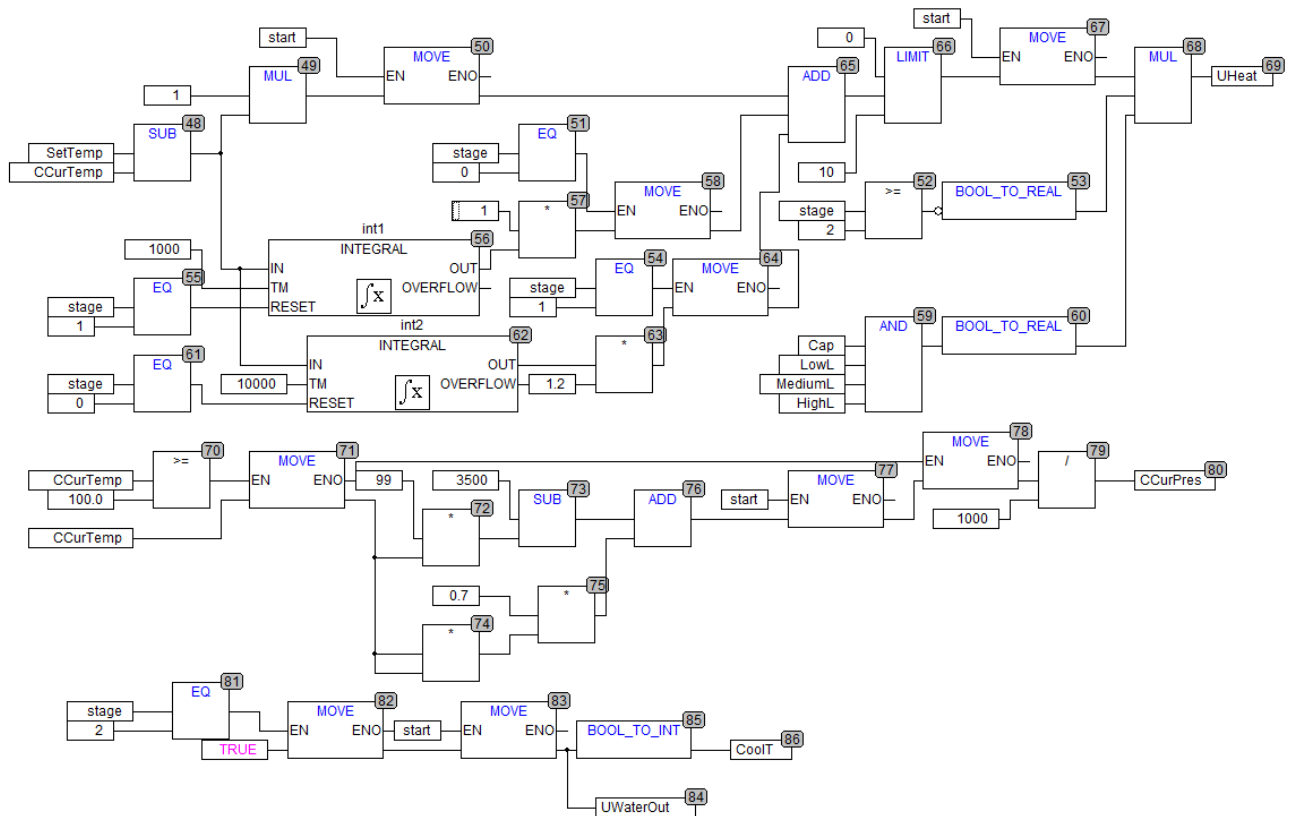 start
MOVE 50
EN ENO
1
MUL 49
SUB 48
SetTemp
CCurTemp
EQ 51
stage
0
1
* 57
MOVE 58
EN ENO
0
LIMIT 66
10
ADD 65
start
MOVE 67
EN ENO
MUL 68
UHeat 69
>= 52
stage
2
BOOL_TO_REAL 53
int1
INTEGRAL 56
1000
IN OUT
TM OVERFLOW
RESET
∫x
EQ 55
stage
1
EQ 54
stage
1
MOVE 64
EN ENO
int2
INTEGRAL 62
IN OUT
10000 TM OVERFLOW
RESET
∫x
1.2
* 63
EQ 61
stage
0
AND 59
Cap
LowL
MediumL
HighL
BOOL_TO_REAL 60
>= 70
CCurTemp
100.0
CCurTemp
MOVE 71
EN ENO
99
* 72
3500
SUB 73
ADD 76
start
MOVE 77
EN ENO
MOVE 78
EN ENO
/ 79
1000
CCurPres 80
0.7
* 75
* 74
EQ 81
stage
2
TRUE
MOVE 82
EN ENO
start
MOVE 83
EN ENO
BOOL_TO_INT 85
CoolT 86
UWaterOut 84